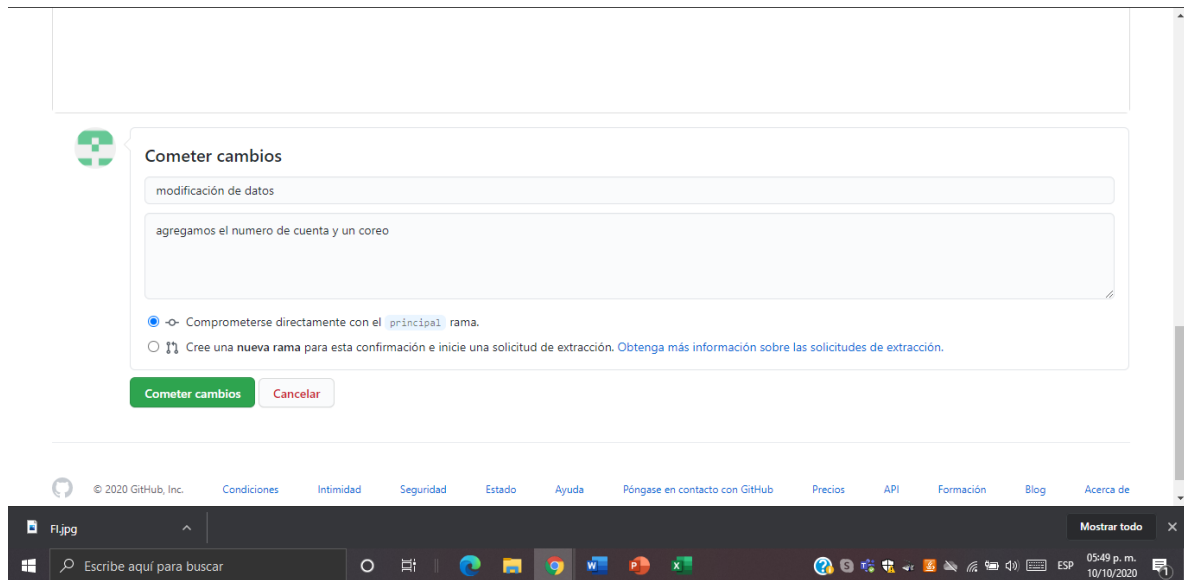 Cometer cambios
modificación de datos
agregamos el numero de cuenta y un coreo
Comprometerse directamente con el principal rama.
Cree una nueva rama para esta confirmación e inicie una solicitud de extracción. Obtenga más información sobre las solicitudes de extracción.
Cometer cambios Cancelar
© 2020 GitHub, Inc. Condiciones Intimidad Seguridad Estado Ayuda Póngase en contacto con GitHub Precios API Formación Blog Acerca de
FI.jpg Mostrar todo
Escribe aquí para buscar ESP 05:49 p. m.
10/10/2020